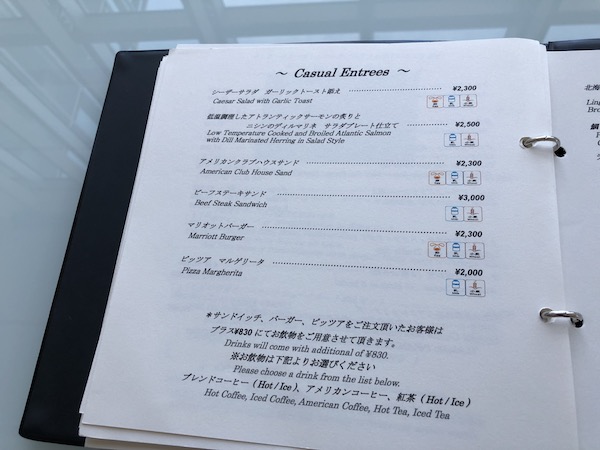 ～ Casual Entrees ～
シーザーサラダ ガーリックトースト添え ¥2,300
Caesar Salad with Garlic Toast
低温調理したアトランティックサーモンの炙りと
ニシンのディルマリネ サラダプレート仕立て ¥2,500
Low Temperature Cooked and Broiled Atlantic Salmon
with Dill Marinated Herring in Salad Style
アメリカンクラブハウスサンド ¥2,300
American Club House Sand
ビーフステーキサンド ¥3,000
Beef Steak Sandwich
マリオットバーガー ¥2,300
Marriott Burger
ピッツア マルゲリータ ¥2,000
Pizza Margherita
＊サンドイッチ、バーガー、ピッツアをご注文頂いたお客様は
プラス¥830にてお飲物をご用意させて頂きます。
Drinks will come with additional of ¥830.
※お飲物は下記よりお選びください
Please choose a drink from the list below.
ブレンドコーヒー（Hot / Ice）、アメリカンコーヒー、紅茶（Hot / Ice）
Hot Coffee, Iced Coffee, American Coffee, Hot Tea, Iced Tea
北海